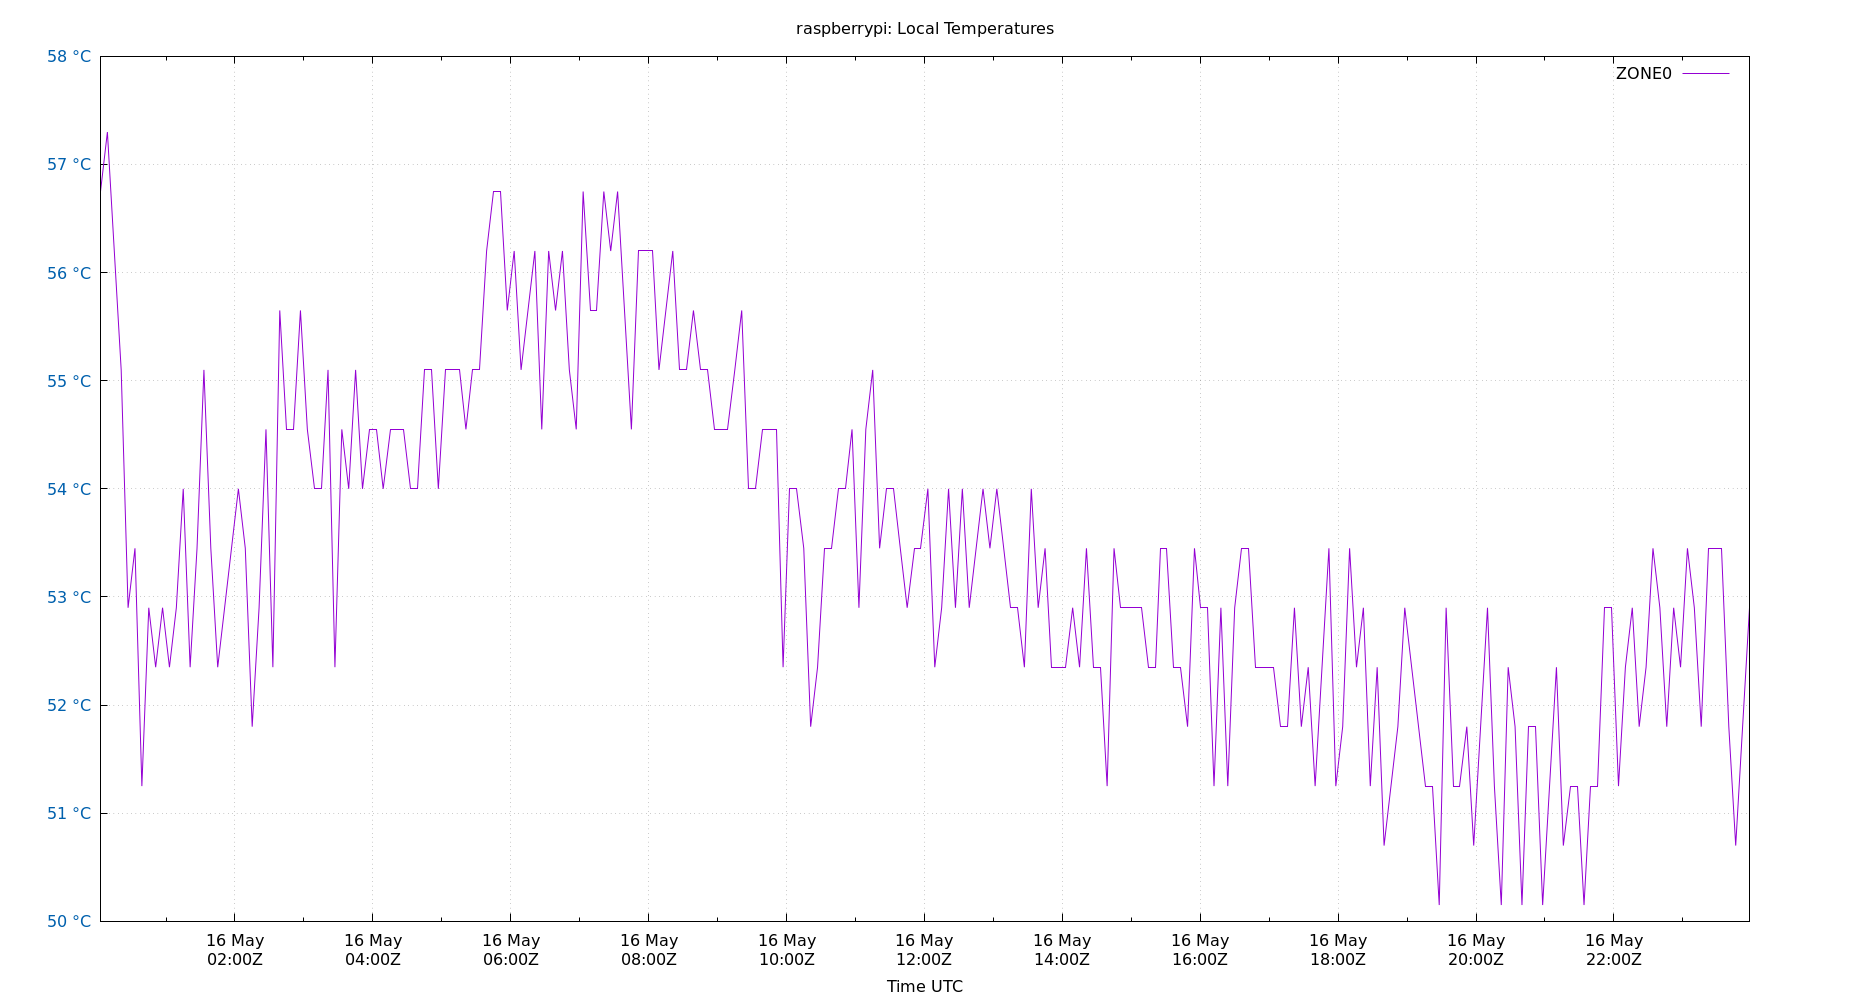 raspberrypi: Local Temperatures
58 °C
ZONE0
57 °C
56 °C
55 °C
54 °C
53 °C
52 °C
51 °C
50 °C
16 May 16 May 16 May 16 May 16 May 16 May 16 May 16 May 16 May 16 May 16 May
02:00Z 04:00Z 06:00Z 08:00Z 10:00Z 12:00Z 14:00Z 16:00Z 18:00Z 20:00Z 22:00Z
Time UTC